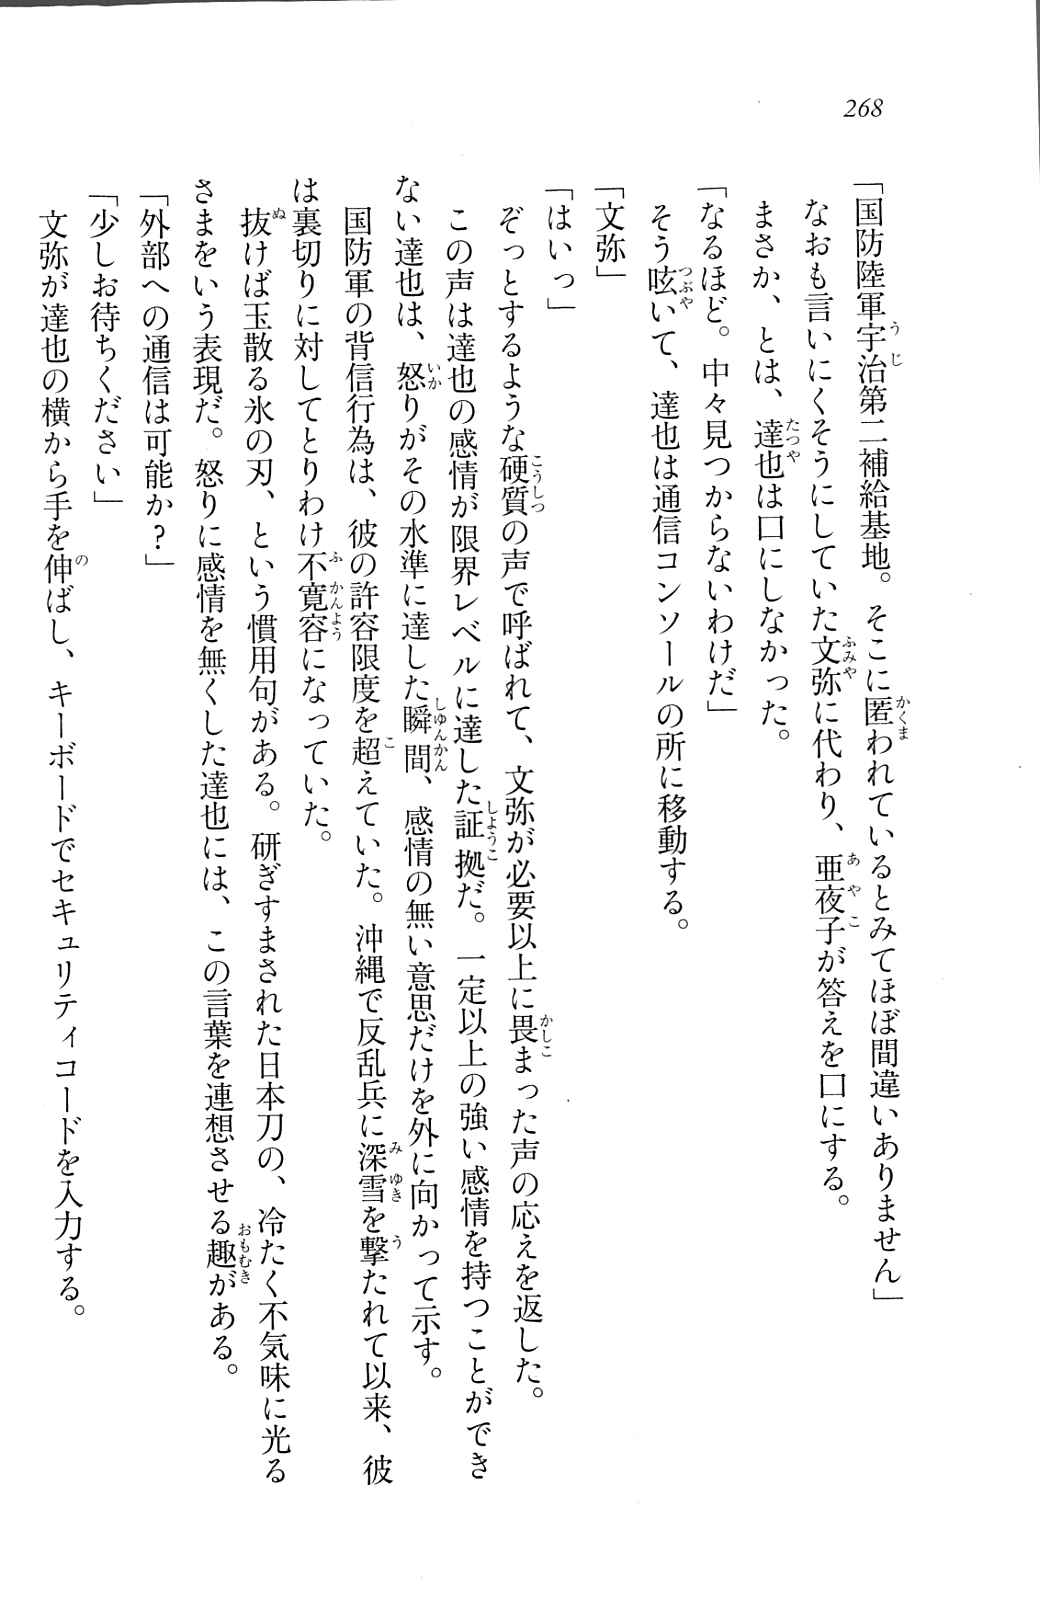 268
「国防陸軍宇治第二補給基地。そこに匿われているとみてほぼ間違いありません」
なおも言いにくそうにしていた文弥に代わり、亜夜子が答えを口にする。
まさか、とは、達也は口にしなかった。
「なるほど。中々見つからないわけだ」
そう呟いて、達也は通信コンソールの所に移動する。
「文弥」
「はいっ」
ぞっとするような硬質の声で呼ばれて、文弥が必要以上に畏まった声の応えを返した。
この声は達也の感情が限界レベルに達した証拠だ。一定以上の強い感情を持つことができ
ない達也は、怒りがその水準に達した瞬間、感情の無い意思だけを外に向かって示す。
国防軍の背信行為は、彼の許容限度を超えていた。沖縄で反乱兵に深雪を撃たれて以来、彼
は裏切りに対してとりわけ不寛容になっていた。
抜けば玉散る氷の刃、という慣用句がある。研ぎすまされた日本刀の、冷たく不気味に光る
さまをいう表現だ。怒りに感情を無くした達也には、この言葉を連想させる趣がある。
「外部への通信は可能か?」
「少しお待ちください」
文弥が達也の横から手を伸ばし、キーボードでセキュリティコードを入力する。